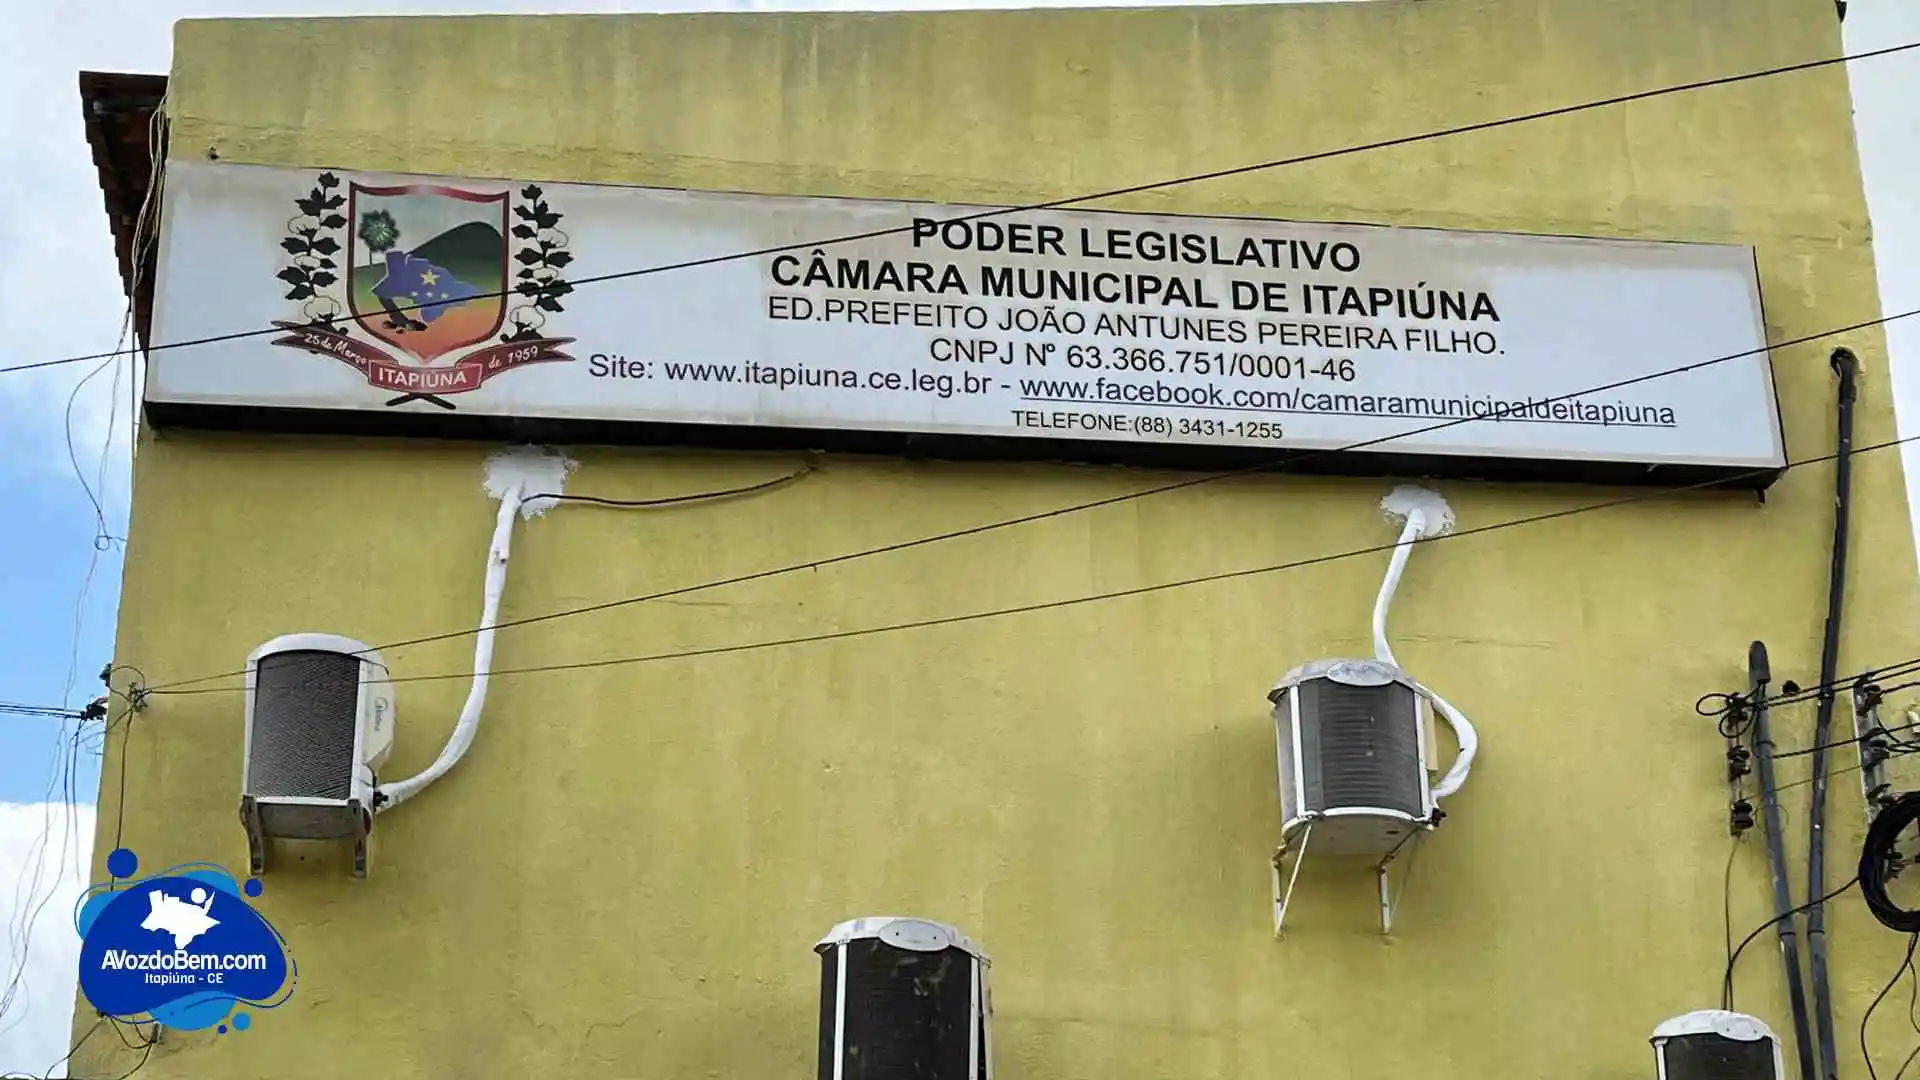 PODER LEGISLATIVO
CÂMARA MUNICIPAL DE ITAPIÚNA
ED.PREFEITO JOÃO ANTUNES PEREIRA FILHO.
CNPJ Nº 63.366.751/0001-46
Site: www.itapiuna.ce.leg.br - www.facebook.com/camaramunicipaldeitapiuna
TELEFONE:(88) 3431-1255
25 de Março de 1959
ITAPIÚNA
AVozdoBem.com
Itapiúna - CE